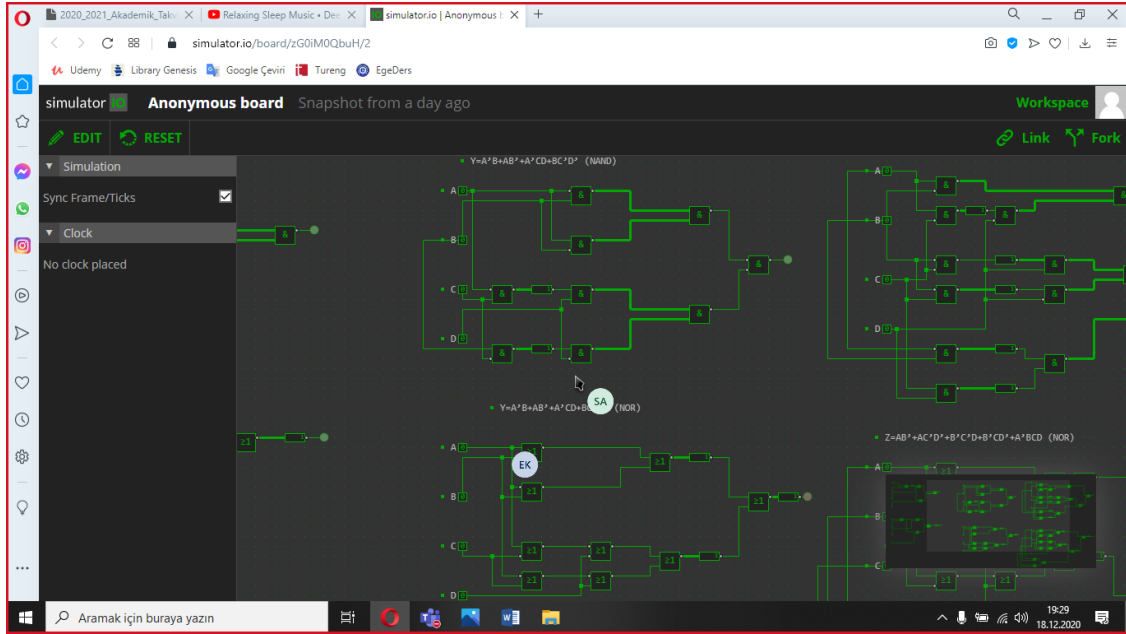 2020_2021_Akademik_Takv
Relaxing Sleep Music • Dee
simulator.io | Anonymous b
simulator.io/board/zG0iM0QbuH/2
Udemy
Library Genesis
Google Çeviri
Tureng
EgeDers
simulator IO
Anonymous board
Snapshot from a day ago
Workspace
EDIT
RESET
Link
Fork
Simulation
Sync Frame/Ticks
Clock
No clock placed
Y=A'B+AB'+A'CD+BC'D' (NAND)
A
B
C
D
A
B
C
D
SA
(NOR)
Y=A'B+AB'+A'CD+
EK
A
B
C
D
Z=AB'+AC'D'+B'C'D+B'CD'+A'BCD (NOR)
A
B
C
Aramak için buraya yazın
19:29
18.12.2020